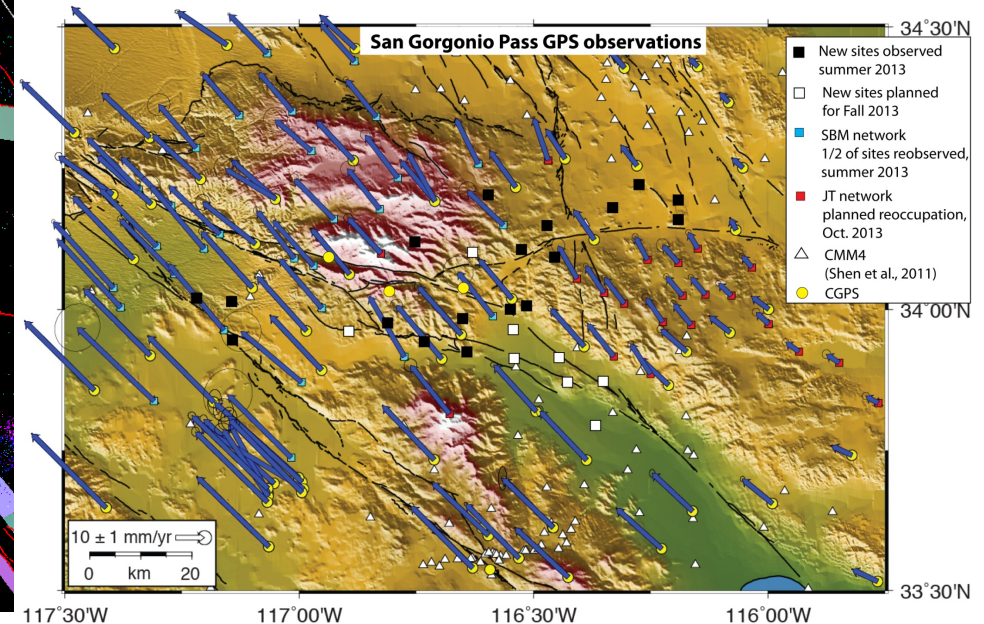 San Gorgonio Pass GPS observations
34˚30'N
New sites observed
summer 2013
New sites planned
for Fall 2013
SBM network
1/2 of sites reobserved,
summer 2013
JT network
planned reoccupation,
Oct. 2013
CMM4
(Shen et al., 2011)
CGPS
34˚00'N
10 ± 1 mm/yr
0 km 20
33˚30'N
117˚30'W 117˚00'W 116˚30'W 116˚00'W